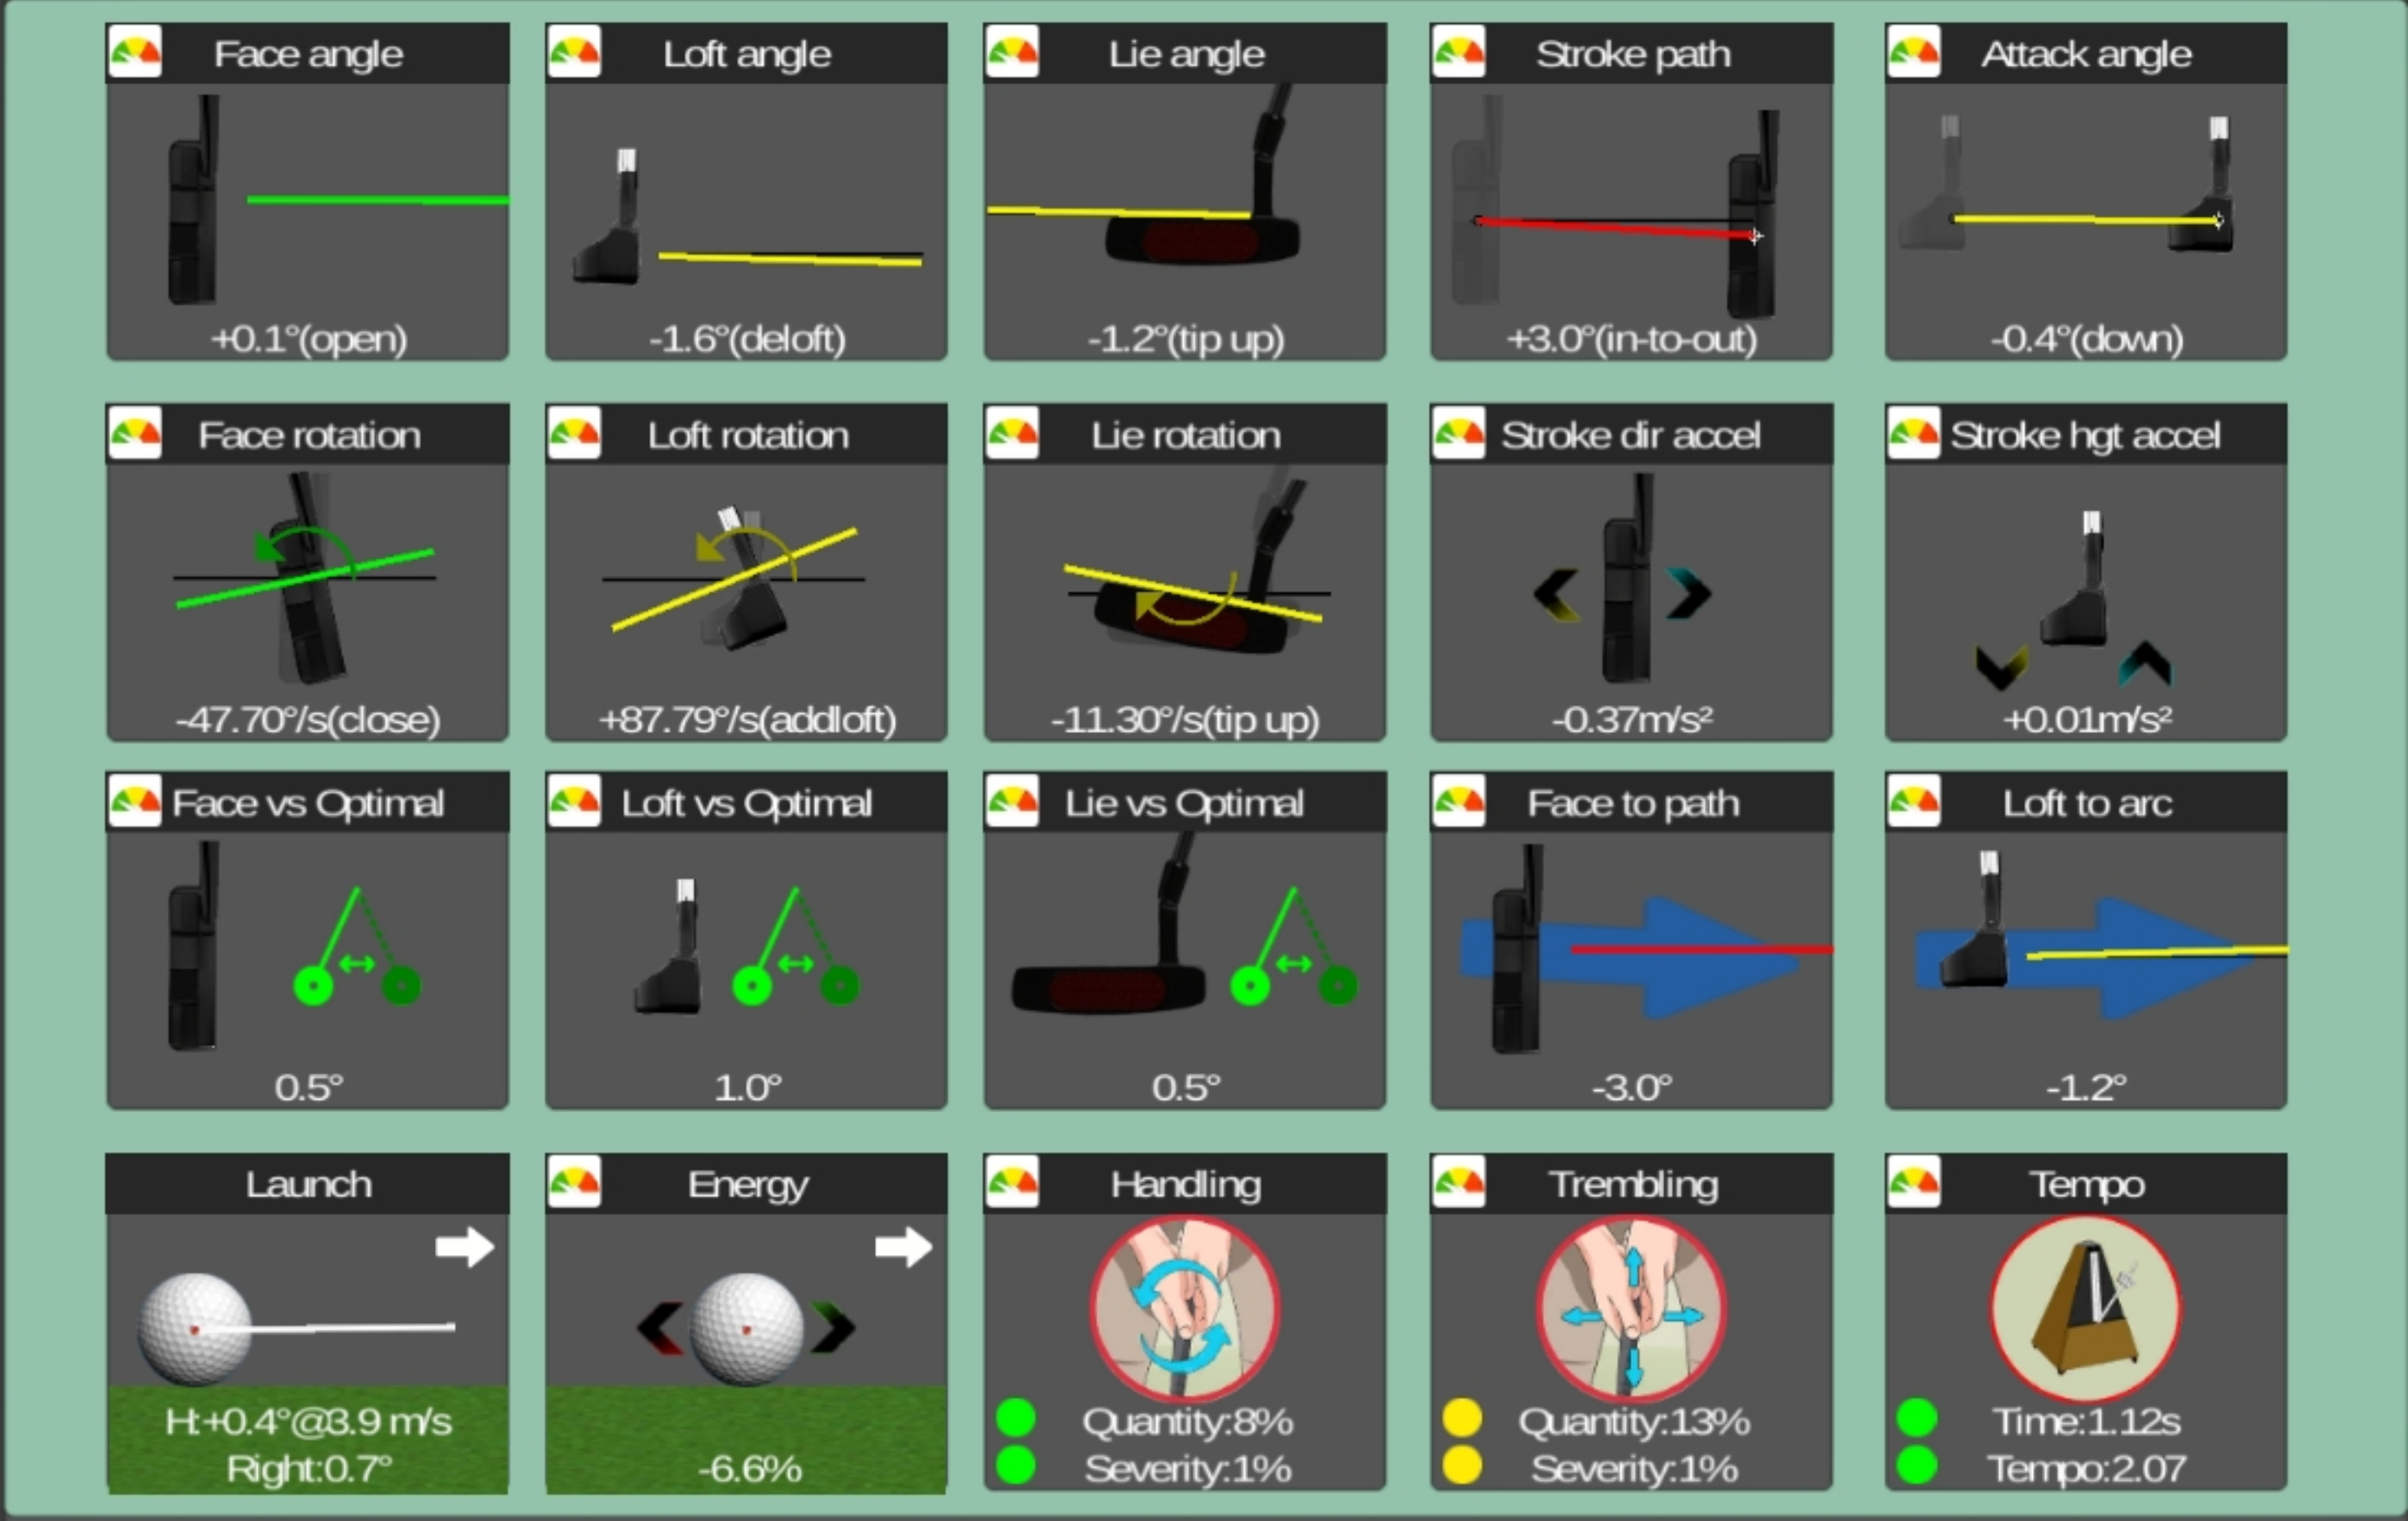 Face angle
+0.1°(open)
Loft angle
-1.6°(deloft)
Lie angle
-1.2°(tip up)
Stroke path
+3.0°(in-to-out)
Attack angle
-0.4°(down)
Face rotation
-47.70°/s(close)
Loft rotation
+87.79°/s(addloft)
Lie rotation
-11.30°/s(tip up)
Stroke dir accel
-0.37m/s²
Stroke hgt accel
+0.01m/s²
Face vs Optimal
0.5°
Loft vs Optimal
1.0°
Lie vs Optimal
0.5°
Face to path
-3.0°
Loft to arc
-1.2°
Launch
H:+0.4°@3.9 m/s
Right:0.7°
Energy
-6.6%
Handling
Quantity:8%
Severity:1%
Trembling
Quantity:13%
Severity:1%
Tempo
Time:1.12s
Tempo:2.07